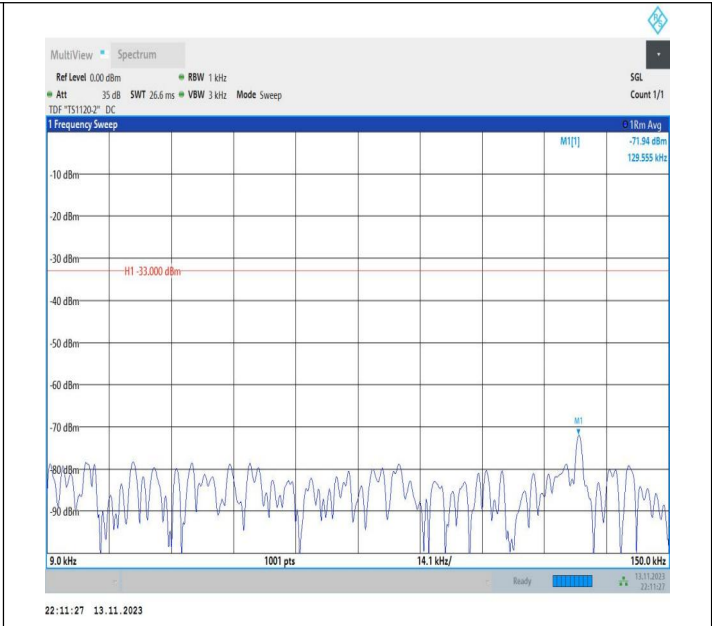 R S
MultiView Spectrum
Ref Level 0.00 dBm RBW 1 kHz SGL
Att 35 dB SWT 26.6 ms VBW 3 kHz Mode Sweep Count 1/1
TDF "TS1120-2" DC
1 Frequency Sweep 1Rm Avg
M1[1] -71.94 dBm
129.555 kHz
-10 dBm
-20 dBm
-30 dBm
H1 -33.000 dBm
-40 dBm
-50 dBm
-60 dBm
-70 dBm
M1
-80 dBm
-90 dBm
9.0 kHz 1001 pts 14.1 kHz/ 150.0 kHz
Ready 13.11.2023
22:11:27
22:11:27 13.11.2023